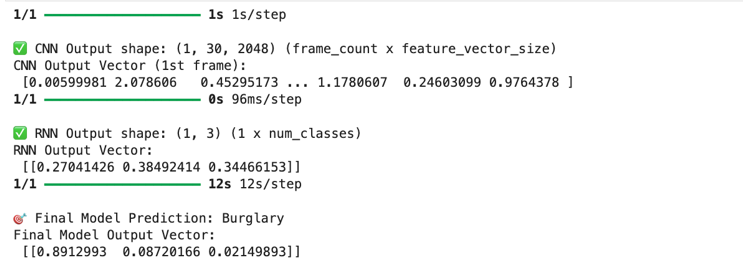 1/1 ━━━━━━━━━━━━━━━━━━━━ 1s 1s/step
✅ CNN Output shape: (1, 30, 2048) (frame_count x feature_vector_size)
CNN Output Vector (1st frame):
[0.00599981 2.078606   0.45295173 ... 1.1780607  0.24603099 0.9764378 ]
1/1 ━━━━━━━━━━━━━━━━━━━━ 0s 96ms/step
✅ RNN Output shape: (1, 3) (1 x num_classes)
RNN Output Vector:
[[0.27041426 0.38492414 0.34466153]]
1/1 ━━━━━━━━━━━━━━━━━━━━ 12s 12s/step
🎯 Final Model Prediction: Burglary
Final Model Output Vector:
[[0.8912993  0.08720166 0.02149893]]